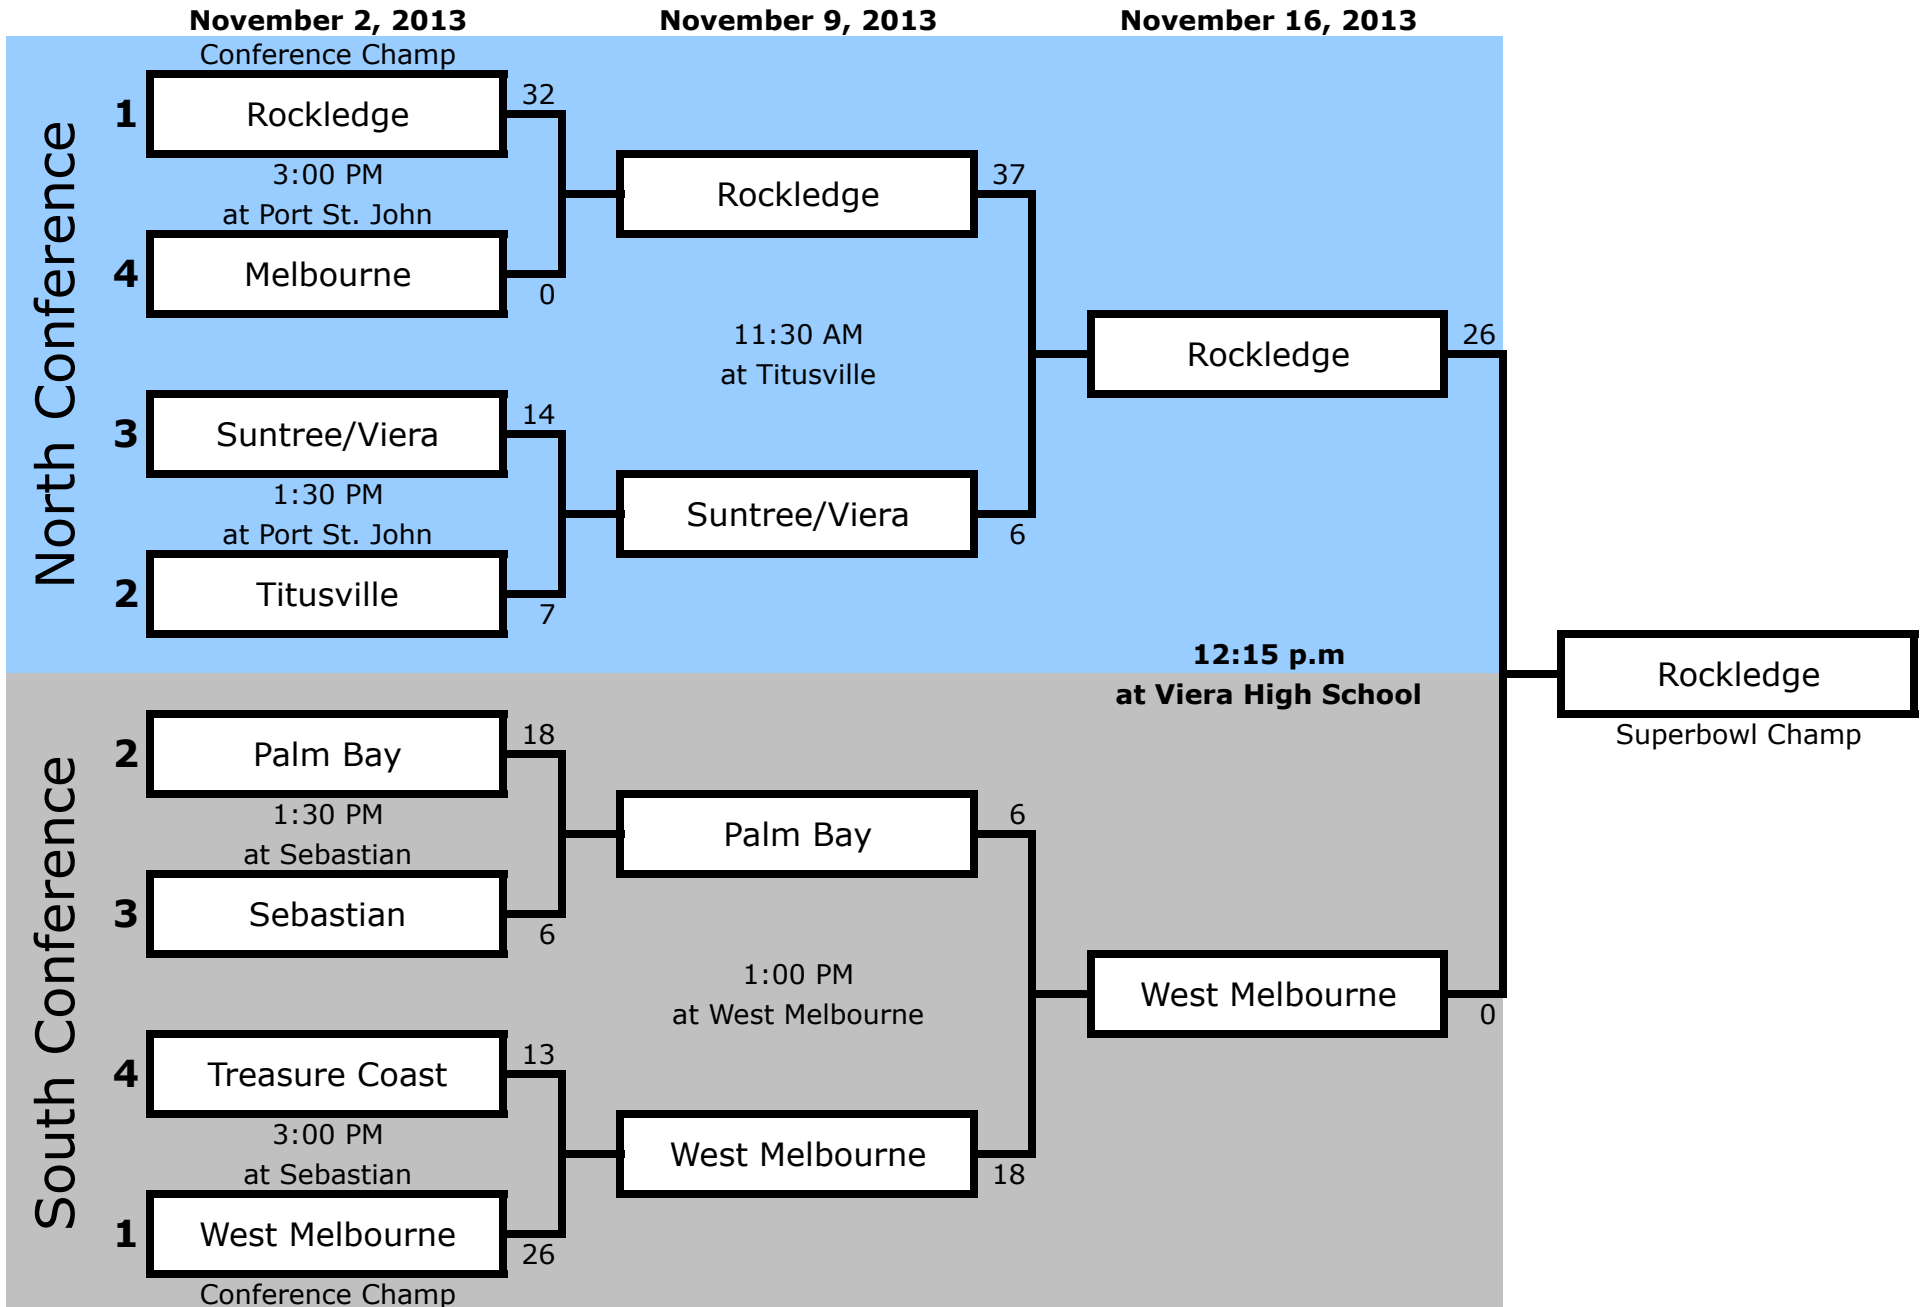 November 2, 2013
November 9, 2013
November 16, 2013
North Conference
Conference Champ
1
Rockledge
32
3:00 PM
at Port St. John
4
Melbourne
0
3
Suntree/Viera
14
1:30 PM
at Port St. John
2
Titusville
7
Rockledge
37
11:30 AM
at Titusville
Suntree/Viera
6
Rockledge
26
12:15 p.m
at Viera High School
Rockledge
Superbowl Champ
South Conference
2
Palm Bay
18
1:30 PM
at Sebastian
3
Sebastian
6
4
Treasure Coast
13
3:00 PM
at Sebastian
1
West Melbourne
26
Conference Champ
Palm Bay
6
1:00 PM
at West Melbourne
West Melbourne
18
West Melbourne
0